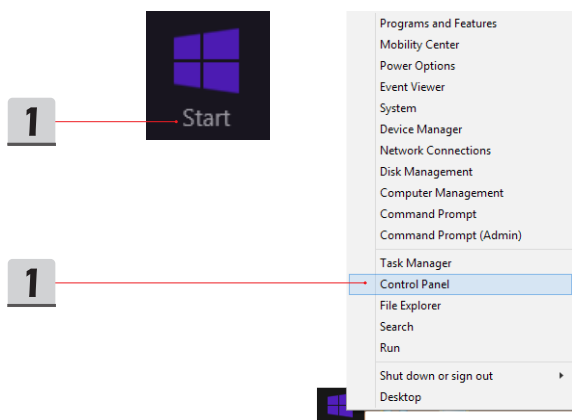 1
Start
1
Programs and Features
Mobility Center
Power Options
Event Viewer
System
Device Manager
Network Connections
Disk Management
Computer Management
Command Prompt
Command Prompt (Admin)
Task Manager
Control Panel
File Explorer
Search
Run
Shut down or sign out
Desktop